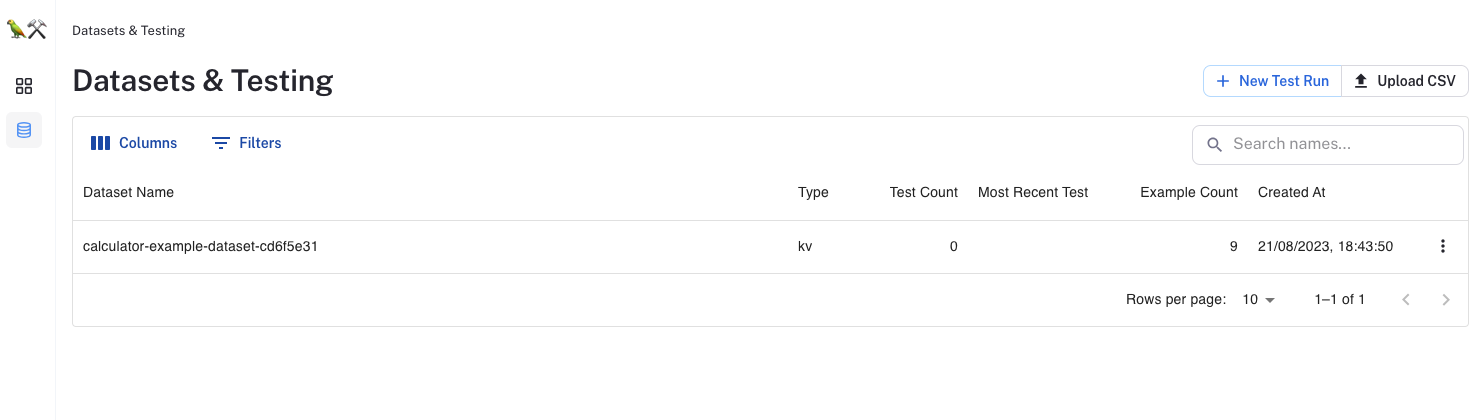 Datasets & Testing
Datasets & Testing
New Test Run
Upload CSV
Columns
Filters
Search names...
Dataset Name Type Test Count Most Recent Test Example Count Created At
calculator-example-dataset-cd6f5e31 kv 0 9 21/08/2023, 18:43:50
Rows per page: 10 1–1 of 1